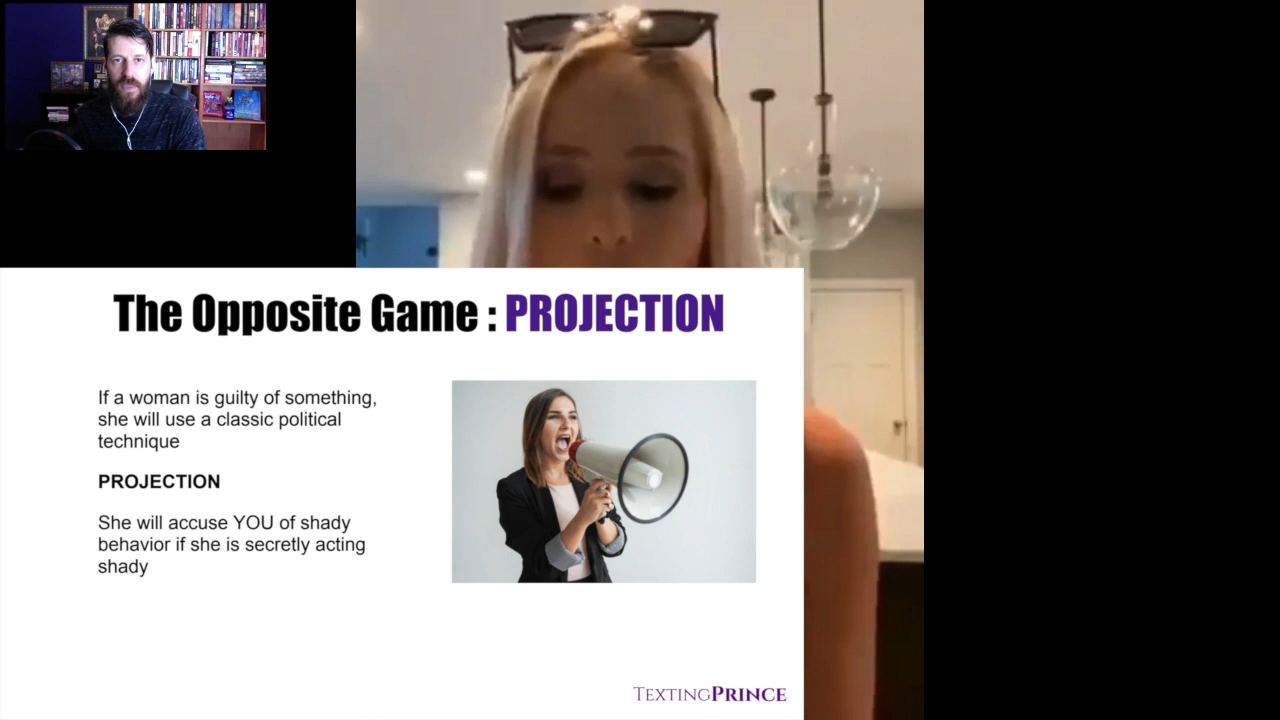 The Opposite Game : PROJECTION
If a woman is guilty of something,
she will use a classic political
technique
PROJECTION
She will accuse YOU of shady
behavior if she is secretly acting
shady
TEXTINGPRINCE